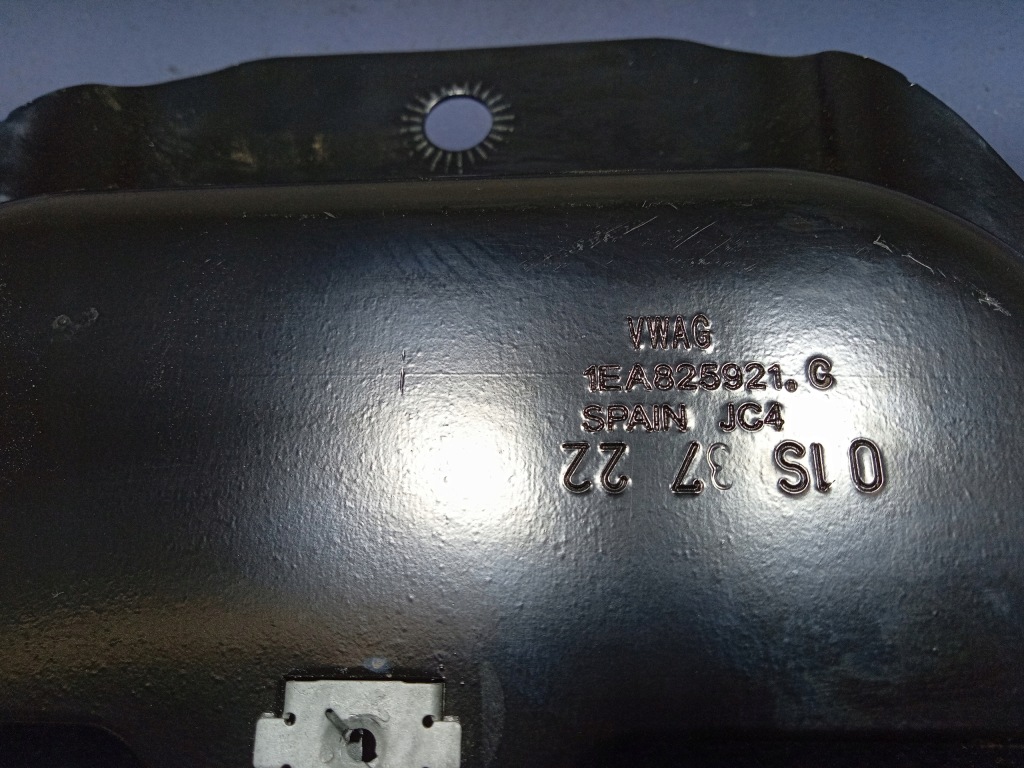 VWAG
1EA825921. G
SPAIN JC4
01S 37 22